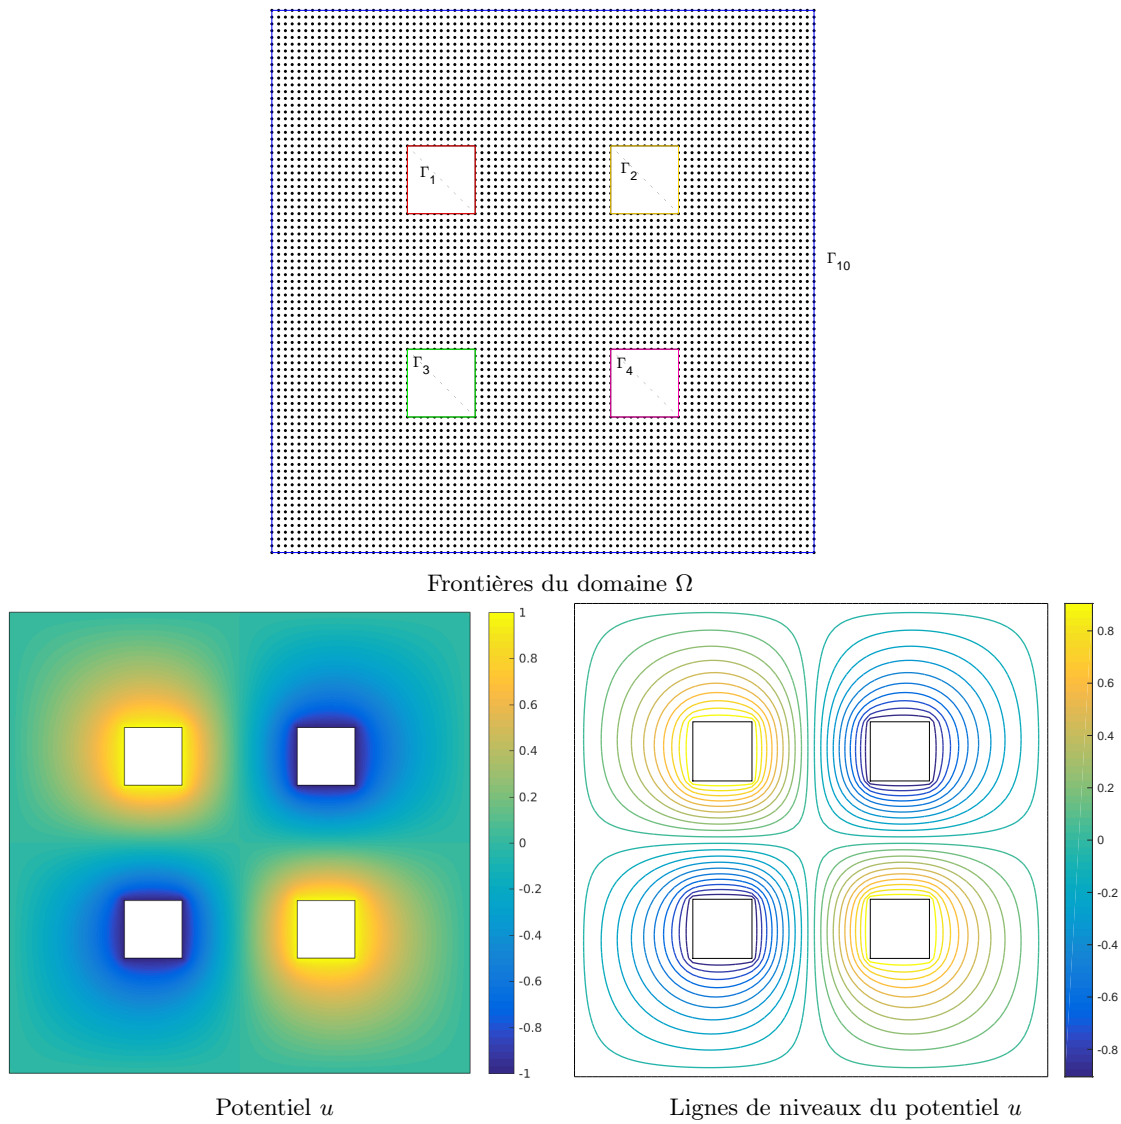 Γ1
Γ2
Γ10
Γ3
Γ4
Frontières du domaine Ω
1
0.8
0.6
0.4
0.2
0
-0.2
-0.4
-0.6
-0.8
-1
0.8
0.6
0.4
0.2
0
-0.2
-0.4
-0.6
-0.8
Potentiel u
Lignes de niveaux du potentiel u